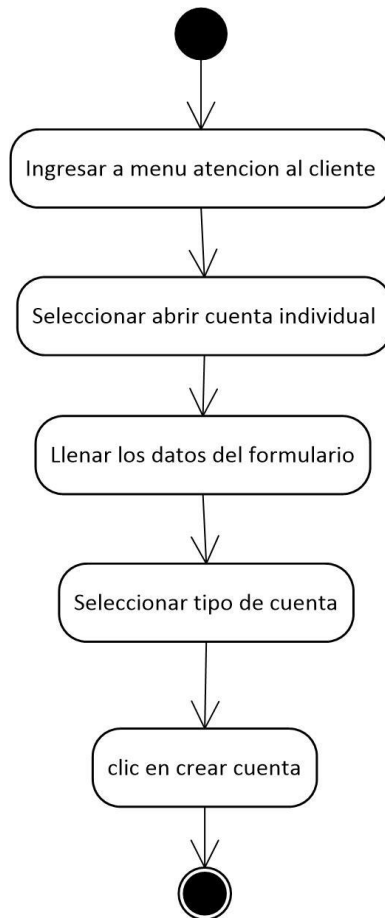 Ingresar a menu atencion al cliente
Seleccionar abrir cuenta individual
Llenar los datos del formulario
Seleccionar tipo de cuenta
clic en crear cuenta